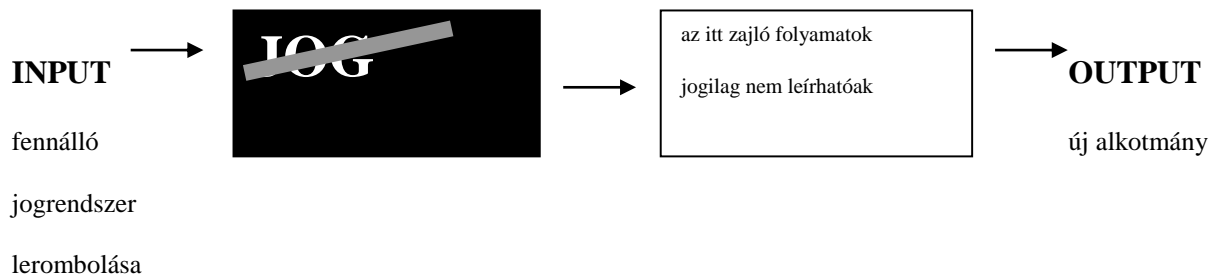 INPUT
fennálló
jogrendszer
lerombolása
JOG
az itt zajló folyamatok
jogilag nem leírhatóak
OUTPUT
új alkotmány